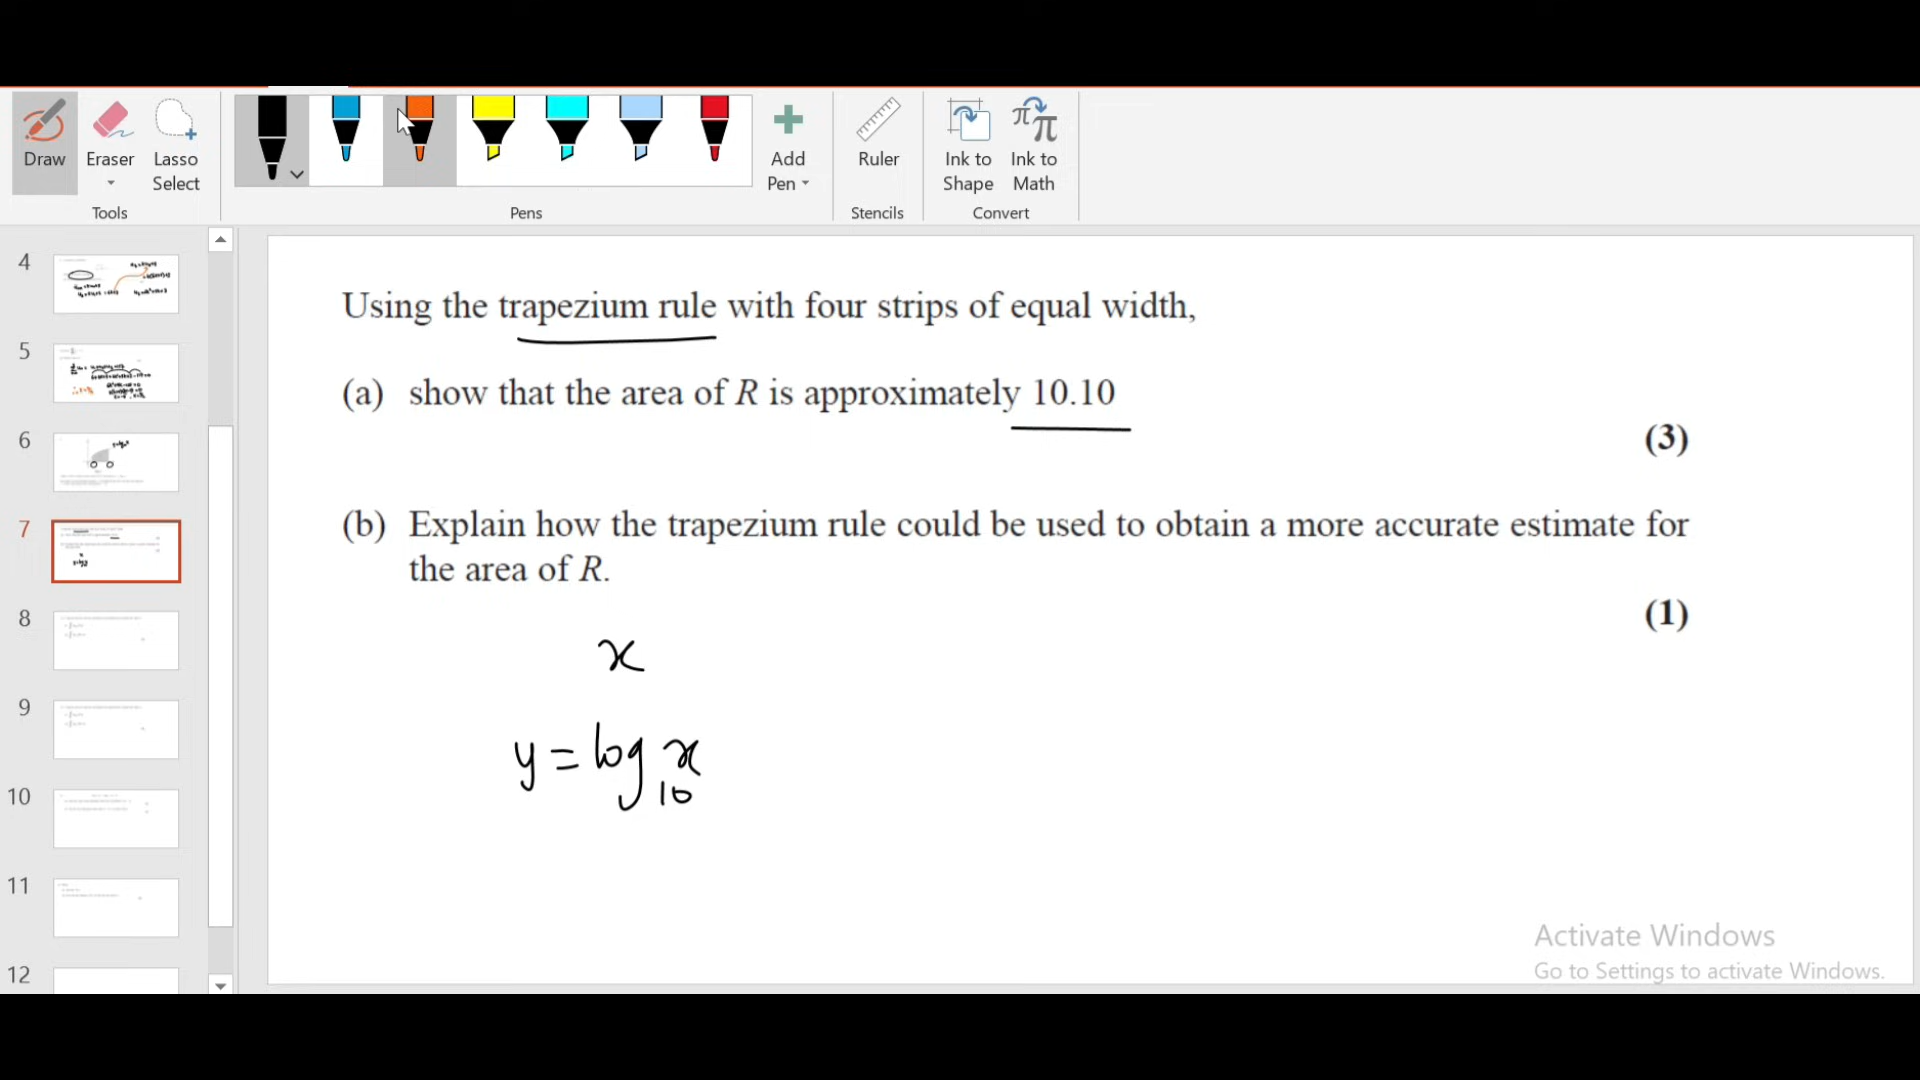 Draw
Eraser
Lasso
Select
Tools
Pens
Add
Pen
Ruler
Stencils
Ink to
Shape
Ink to
Math
Convert
4
5
6
7
8
9
10
11
12
Using the trapezium rule with four strips of equal width,
(a) show that the area of R is approximately 10.10
(3)
(b) Explain how the trapezium rule could be used to obtain a more accurate estimate for
the area of R.
(1)
x
y = log₁₀ x
Activate Windows
Go to Settings to activate Windows.